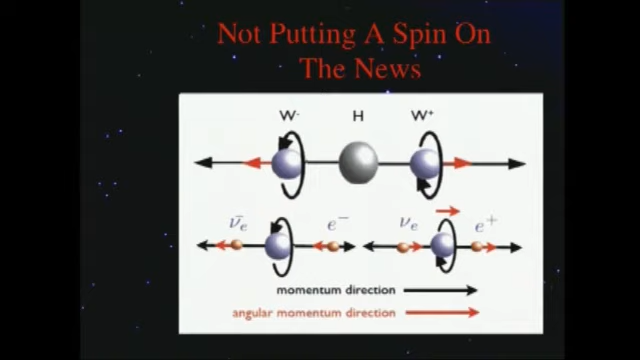 Not Putting A Spin On
The News
W- H W+
ν̄e e⁻ νe e⁺
momentum direction
angular momentum direction